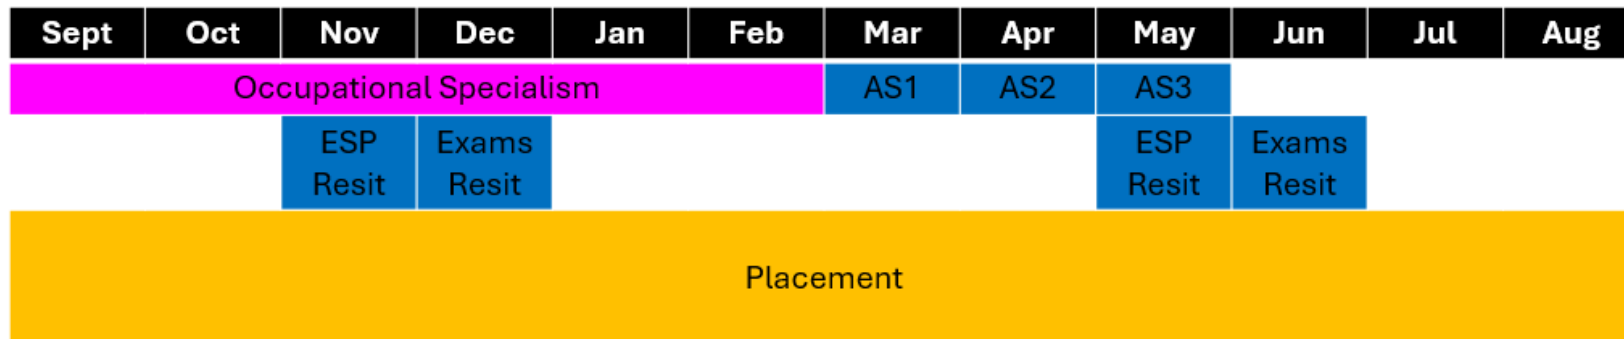 Sept Oct Nov Dec Jan Feb Mar Apr May Jun Jul Aug
Occupational Specialism AS1 AS2 AS3
ESP Exams ESP Exams
Resit Resit Resit Resit
Placement